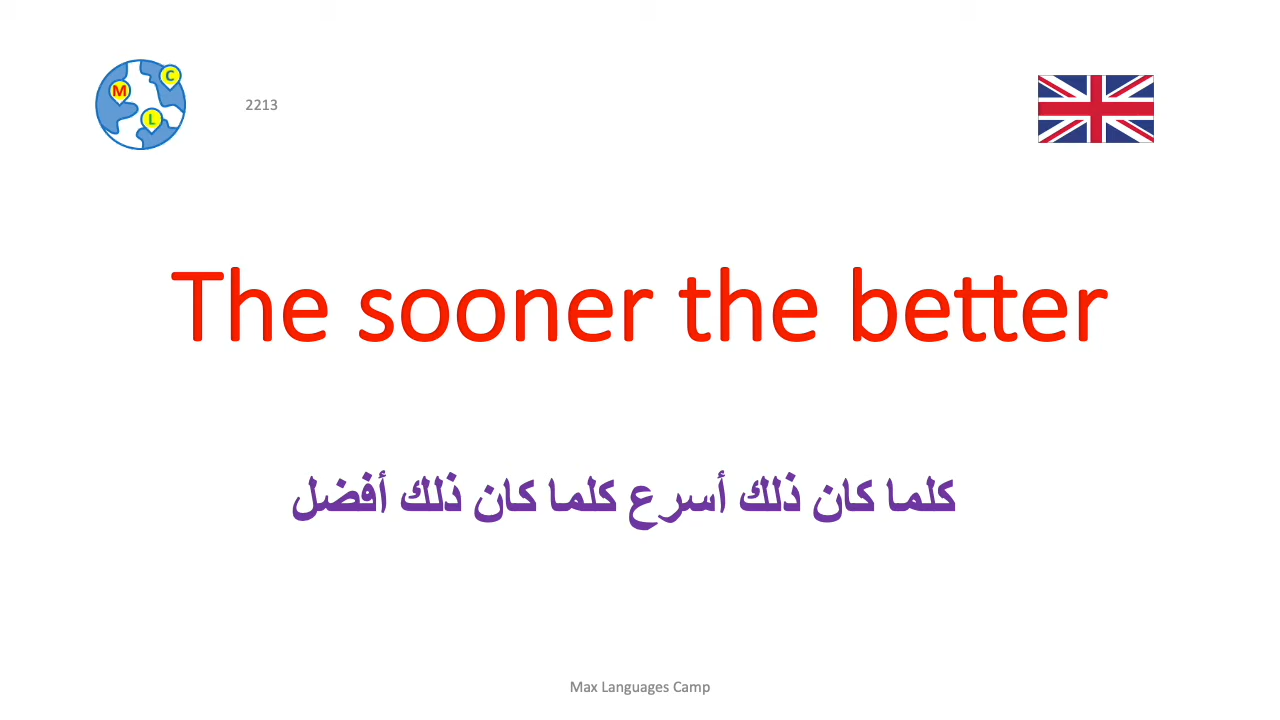 M
C
L
2213
The sooner the better
كلما كان ذلك أسرع كلما كان ذلك أفضل
Max Languages Camp